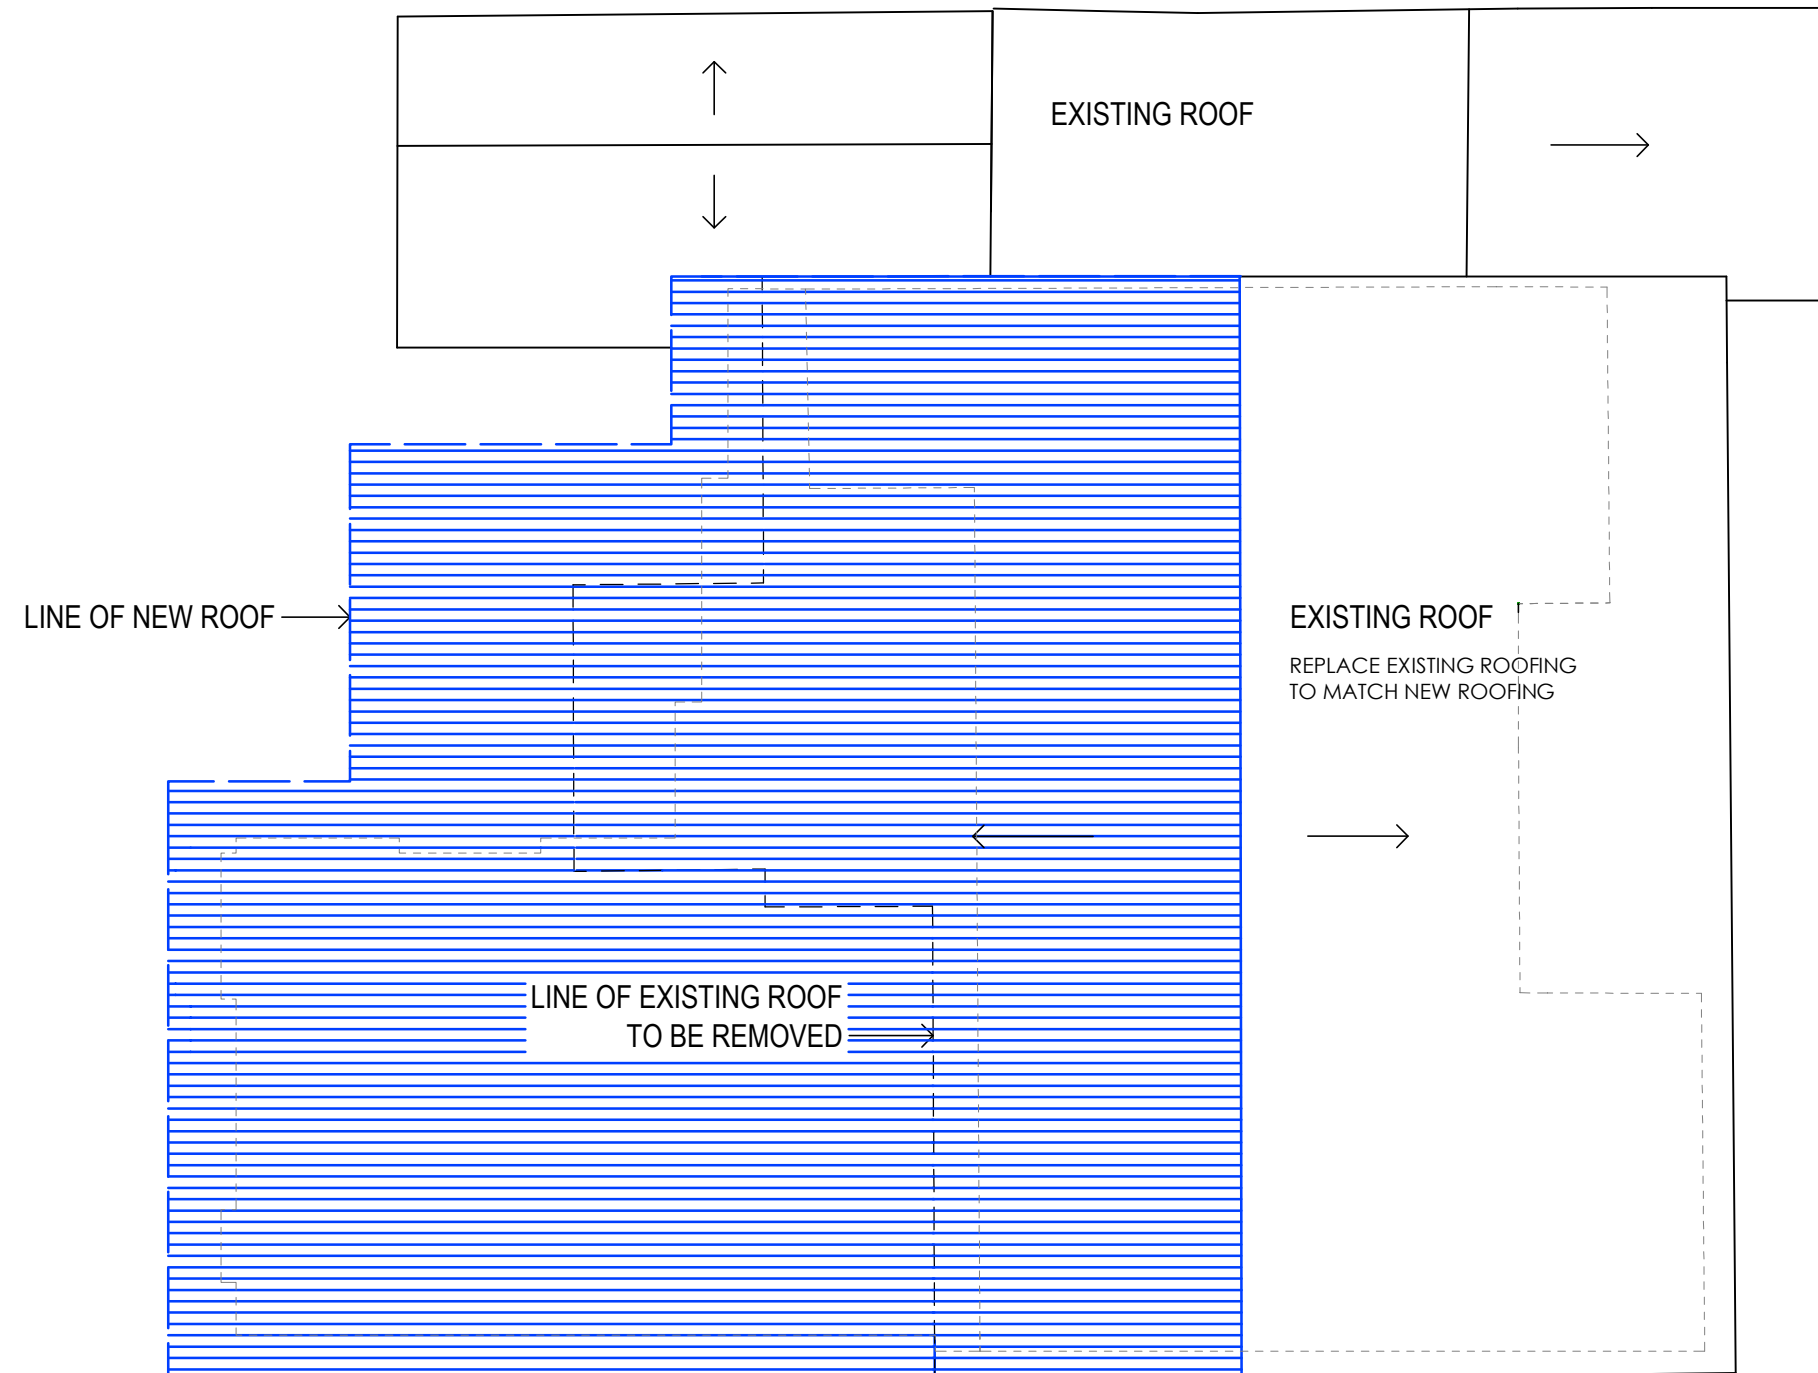 EXISTING ROOF
LINE OF NEW ROOF
EXISTING ROOF
REPLACE EXISTING ROOFING
TO MATCH NEW ROOFING
LINE OF EXISTING ROOF
TO BE REMOVED